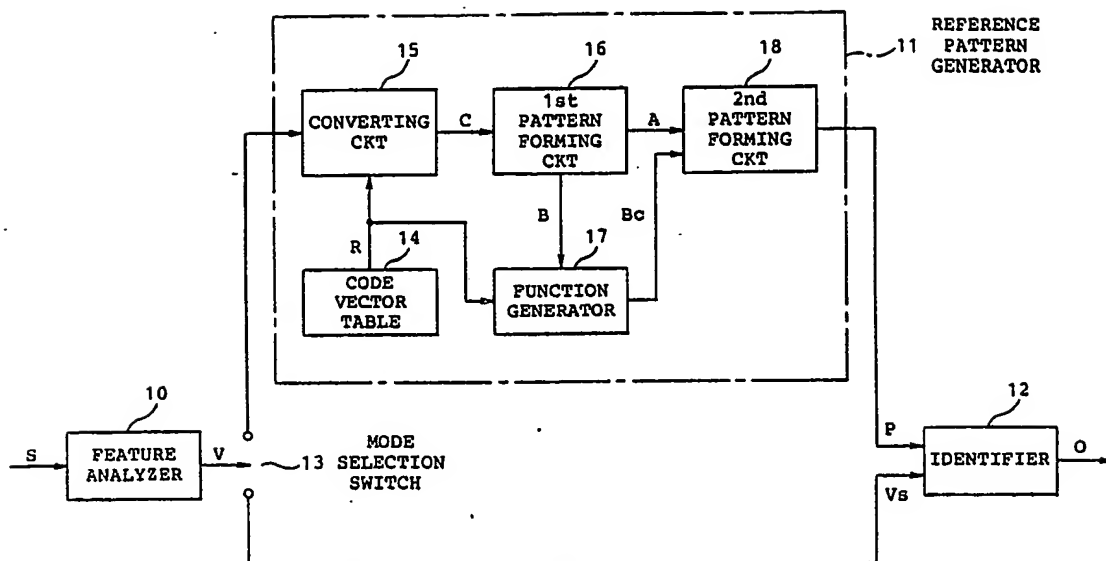 REFERENCE
PATTERN
GENERATOR
11
15
16
18
CONVERTING
CKT
C
1st
PATTERN
FORMING
CKT
A
2nd
PATTERN
FORMING
CKT
B
Bc
R
14
17
CODE
VECTOR
TABLE
FUNCTION
GENERATOR
10
12
S
FEATURE
ANALYZER
V
13
MODE
SELECTION
SWITCH
P
IDENTIFIER
O
Vs